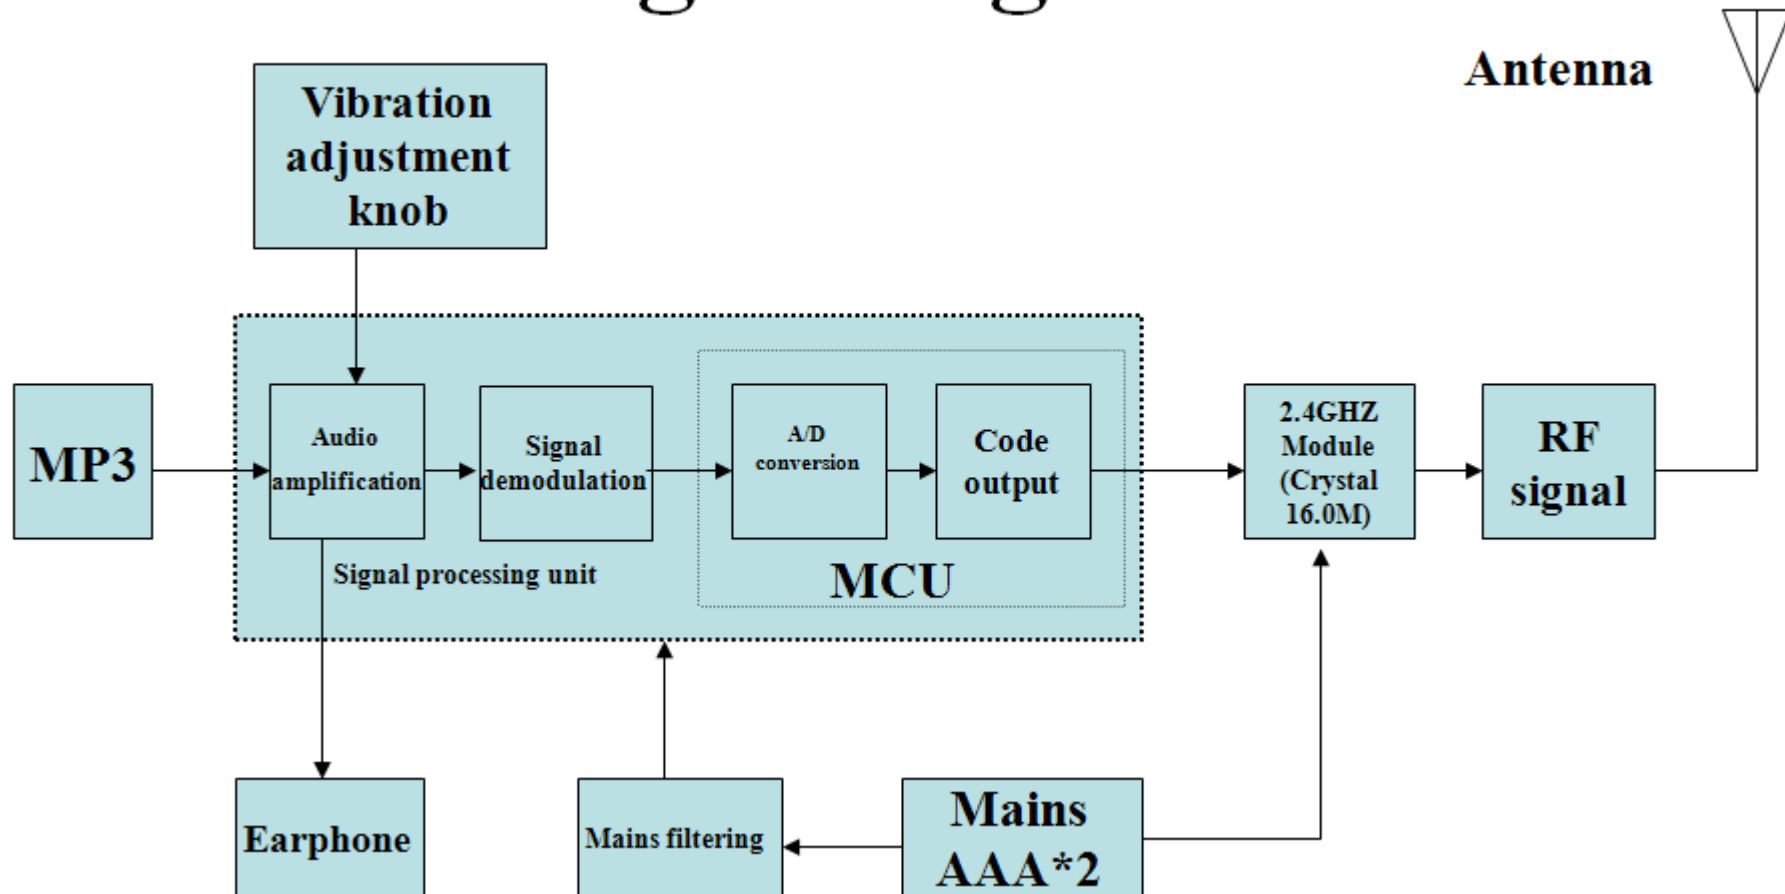 Antenna
Vibration
adjustment
knob
MP3
Audio
amplification
Signal
demodulation
A/D
conversion
Code
output
2.4GHZ
Module
(Crystal
16.0M)
RF
signal
Signal processing unit
MCU
Earphone
Mains filtering
Mains
AAA*2